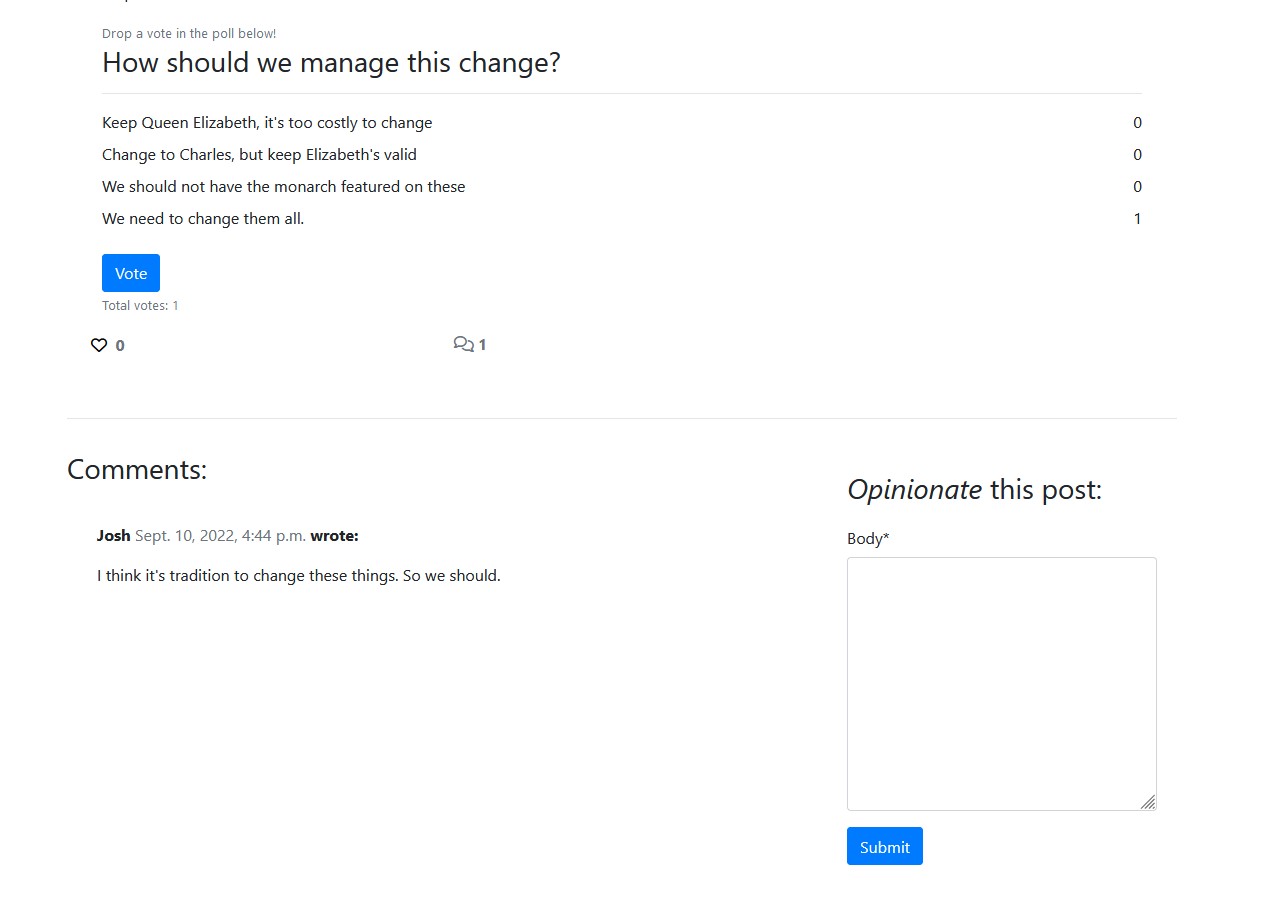 Drop a vote in the poll below!
How should we manage this change?
Keep Queen Elizabeth, it's too costly to change 0
Change to Charles, but keep Elizabeth's valid 0
We should not have the monarch featured on these 0
We need to change them all. 1
Vote
Total votes: 1
0 1
Comments:
Opinionate this post:
Josh Sept. 10, 2022, 4:44 p.m. wrote:
Body*
I think it's tradition to change these things. So we should.
Submit